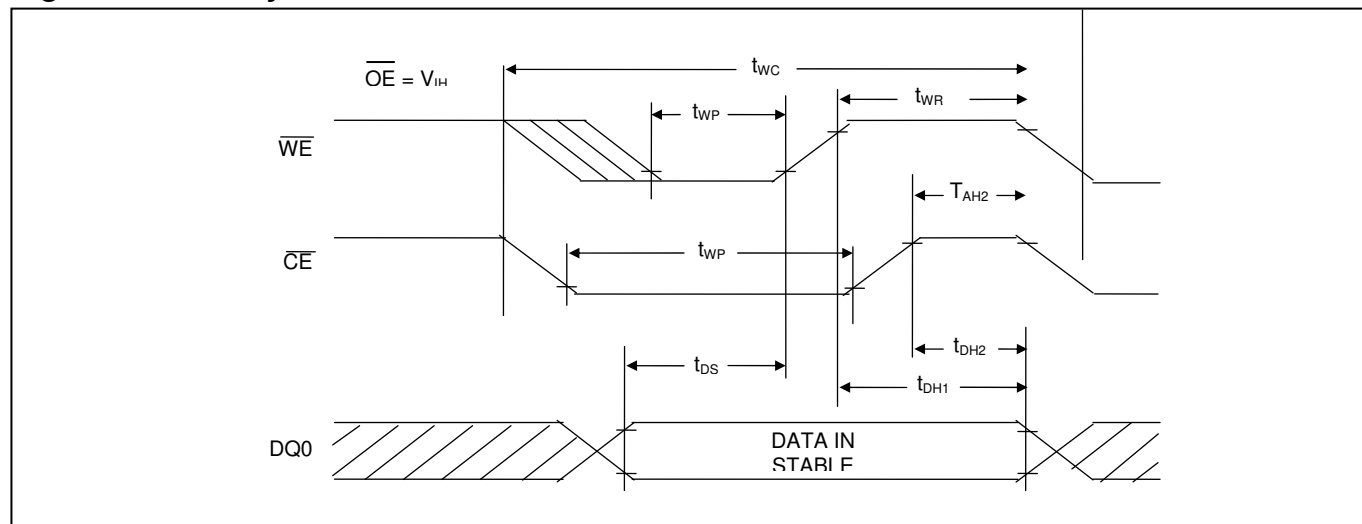 OE = VIH
tWC
tWR
tWP
WE
TAH2
tWP
CE
tDH2
tDS
tDH1
DQ0
DATA IN
STABLE